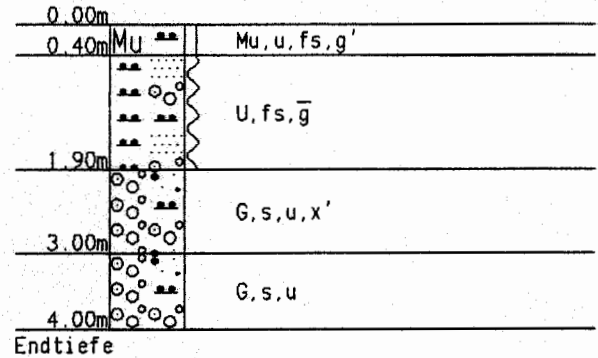 0.00m
Mu
Mu,u,fs,g'
0.40m
U,fs,g̅
1.90m
G,s,u,x'
3.00m
G,s,u
4.00m
Endtiefe